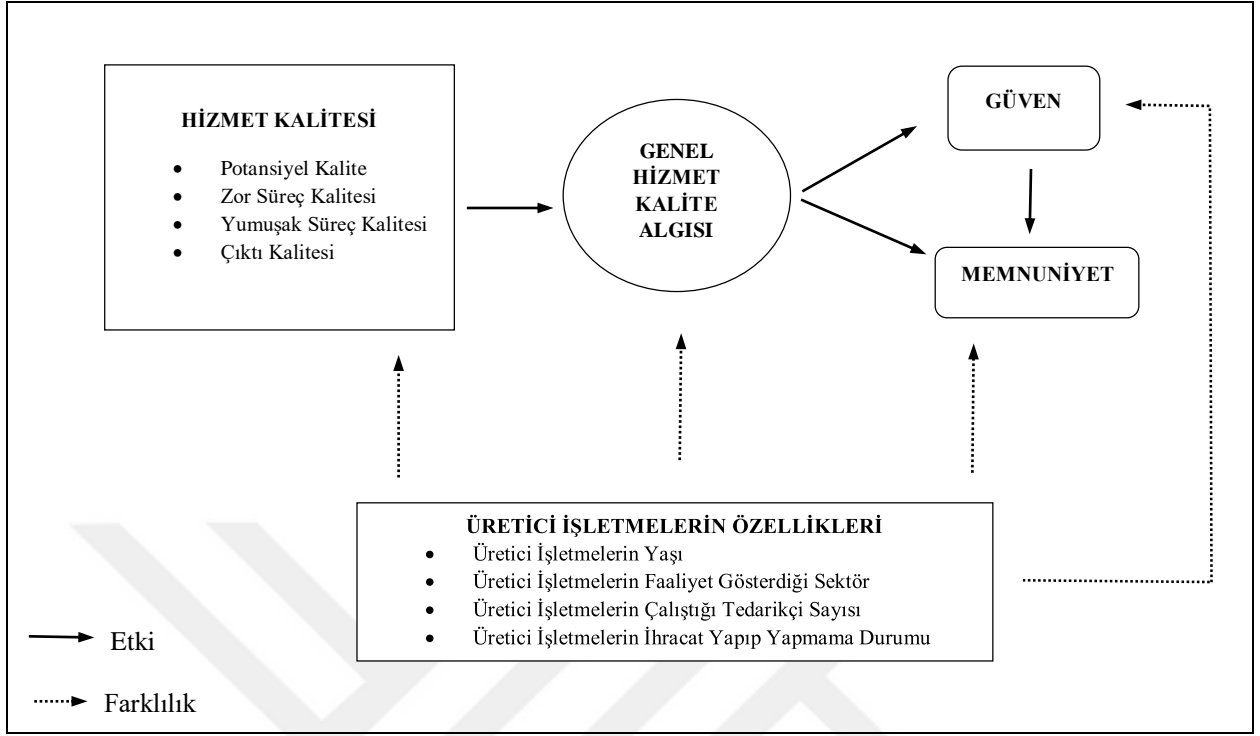 HİZMET KALİTESİ
• Potansiyel Kalite
• Zor Süreç Kalitesi
• Yumuşak Süreç Kalitesi
• Çıktı Kalitesi
GENEL
HİZMET
KALİTE
ALGISI
GÜVEN
MEMNUNİYET
ÜRETİCİ İŞLETMELERİN ÖZELLİKLERİ
• Üretici İşletmelerin Yaşı
• Üretici İşletmelerin Faaliyet Gösterdiği Sektör
• Üretici İşletmelerin Çalıştığı Tedarikçi Sayısı
• Üretici İşletmelerin İhracat Yapıp Yapmama Durumu
Etki
Farklılık